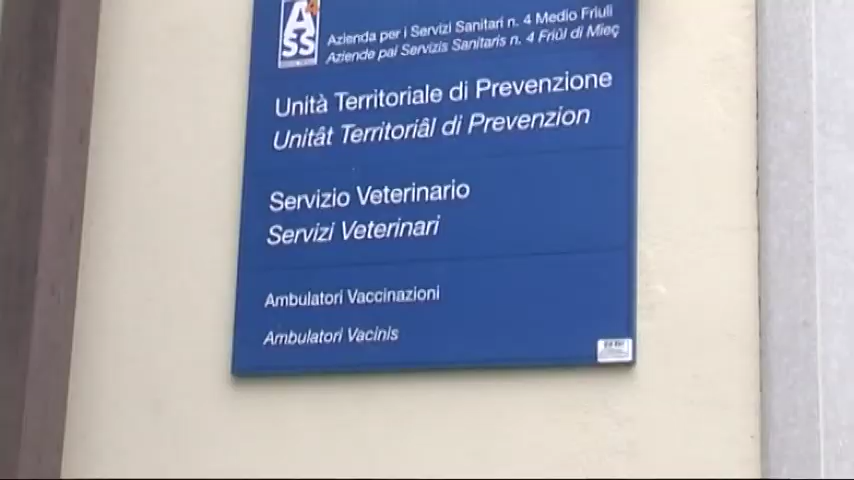 ASS
4
Azienda per i Servizi Sanitari n. 4 Medio Friuli
Aziende pai Servizis Sanitaris n. 4 Friûl di Mieç
Unità Territoriale di Prevenzione
Unitât Territoriâl di Prevenzion
Servizio Veterinario
Servizi Veterinari
Ambulatori Vaccinazioni
Ambulatori Vacinis